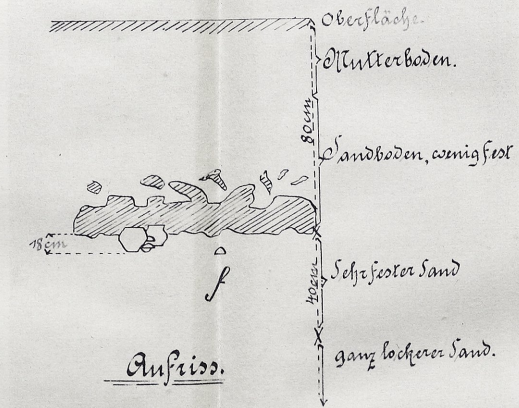 Oberfläche.
Mutterboden.
80cm
Sandboden, wenig fest
18cm
f
40cm
Sehr fester Sand
ganz lockerer Sand.
Aufriss.